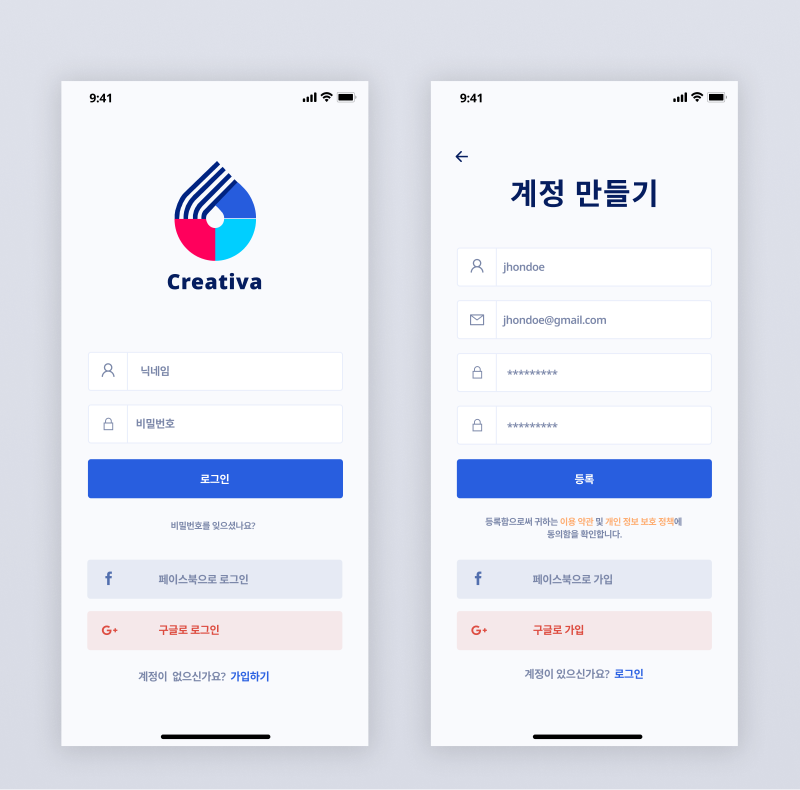 9:41
Creativa
닉네임
비밀번호
로그인
비밀번호를 잊으셨나요?
f
페이스북으로 로그인
G+
구글로 로그인
계정이 없으신가요? 가입하기
9:41
계정 만들기
jhondoe
jhondoe@gmail.com
*********
*********
등록
등록함으로써 귀하는 이용 약관 및 개인 정보 보호 정책에
동의함을 확인합니다.
f
페이스북으로 가입
G+
구글로 가입
계정이 있으신가요? 로그인